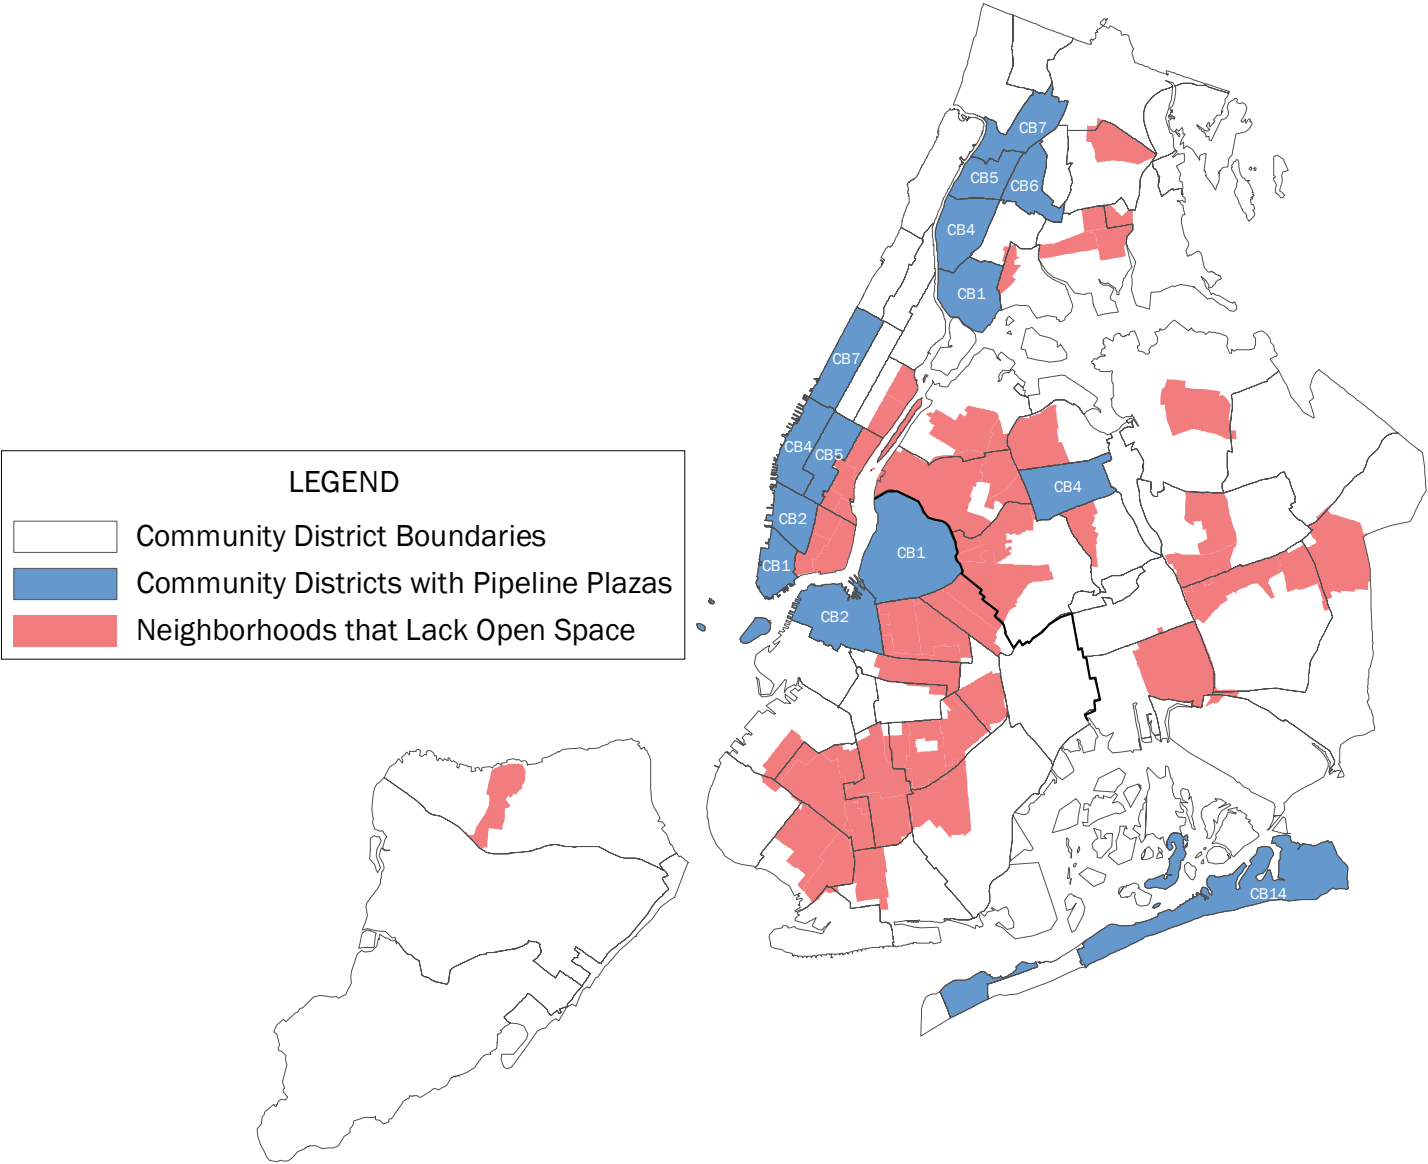 CB7
CB5
CB6
CB4
CB1
CB7
CB4
CB5
CB4
CB2
CB1
CB1
CB2
CB14
LEGEND
Community District Boundaries
Community Districts with Pipeline Plazas
Neighborhoods that Lack Open Space